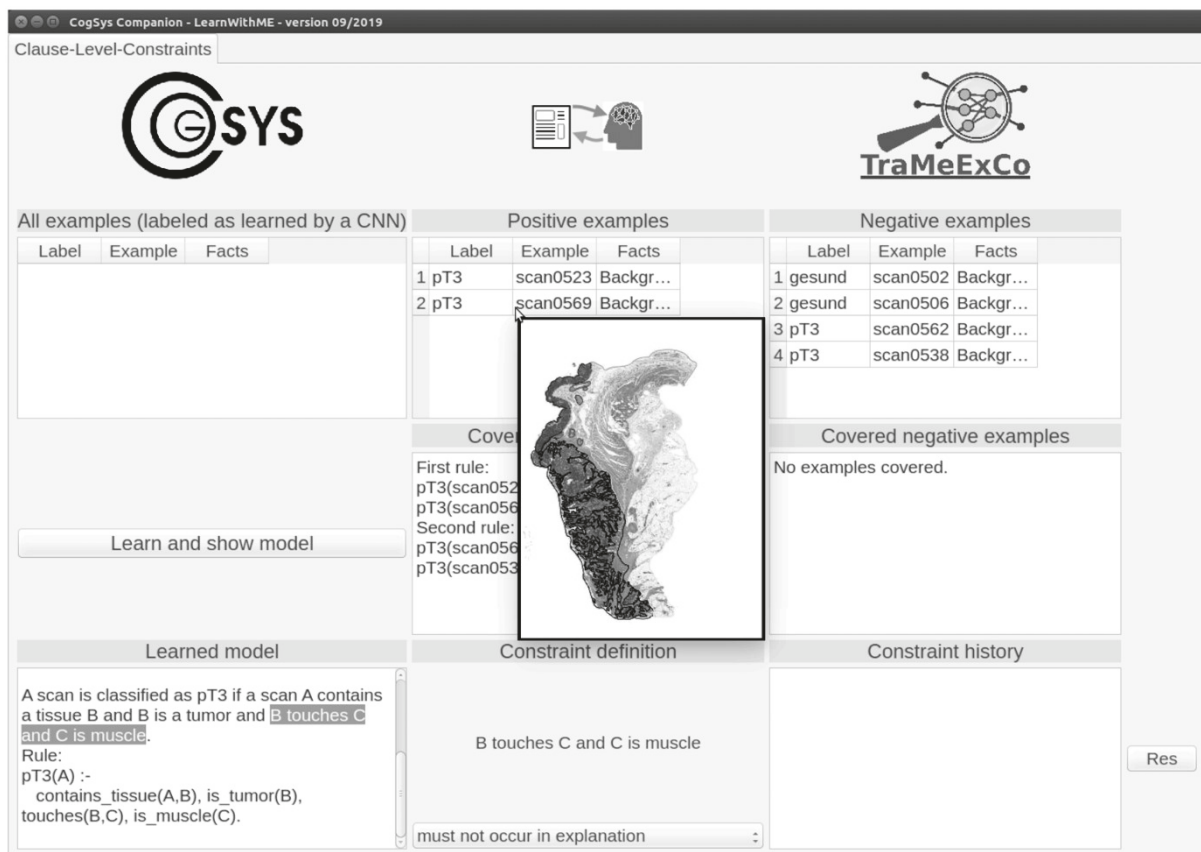 CogSys Companion - LearnWithME - version 09/2019
Clause-Level-Constraints
CogSYS
TraMeExCo
All examples (labeled as learned by a CNN)
Label Example Facts
Positive examples
Label Example Facts
1 pT3 scan0523 Backgr...
2 pT3 scan0569 Backgr...
Negative examples
Label Example Facts
1 gesund scan0502 Backgr...
2 gesund scan0506 Backgr...
3 pT3 scan0562 Backgr...
4 pT3 scan0538 Backgr...
Learn and show model
First rule:
pT3(scan052
pT3(scan056
Second rule:
pT3(scan056
pT3(scan053
Covered negative examples
No examples covered.
Learned model
A scan is classified as pT3 if a scan A contains
a tissue B and B is a tumor and B touches C
and C is muscle.
Rule:
pT3(A) :-
contains_tissue(A,B), is_tumor(B),
touches(B,C), is_muscle(C).
Constraint definition
B touches C and C is muscle
must not occur in explanation
Constraint history
Res